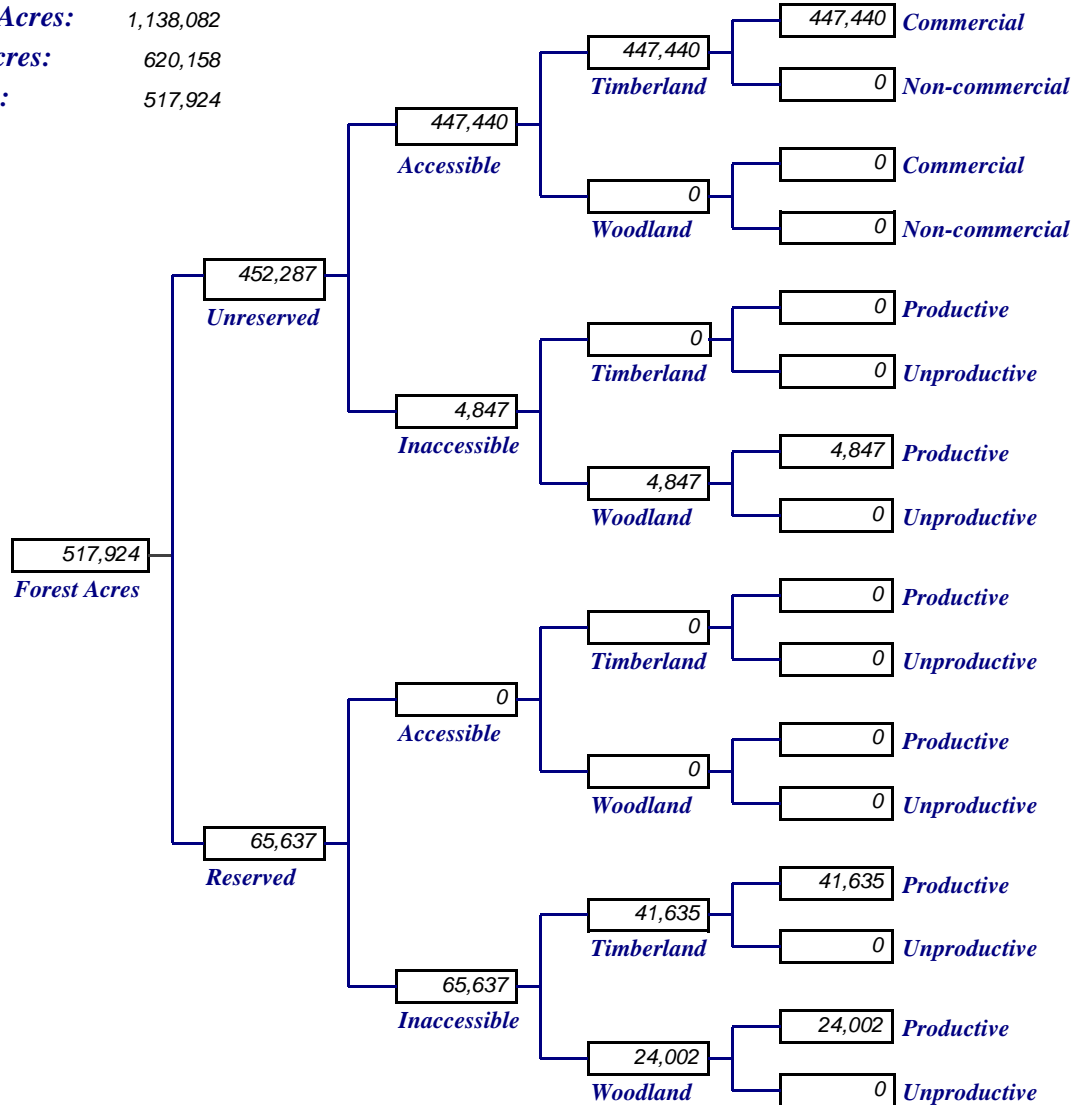 Acres: 1,138,082
cres: 620,158
: 517,924
447,440 Commercial
447,440
Timberland
0 Non-commercial
447,440
Accessible
0 Commercial
0
Woodland
0 Non-commercial
452,287
Unreserved
0 Productive
0
Timberland
0 Unproductive
4,847
Inaccessible
4,847 Productive
4,847
Woodland
0 Unproductive
517,924
Forest Acres
0 Productive
0
Timberland
0 Unproductive
0
Accessible
0 Productive
0
Woodland
0 Unproductive
65,637
Reserved
41,635 Productive
41,635
Timberland
0 Unproductive
65,637
Inaccessible
24,002 Productive
24,002
Woodland
0 Unproductive